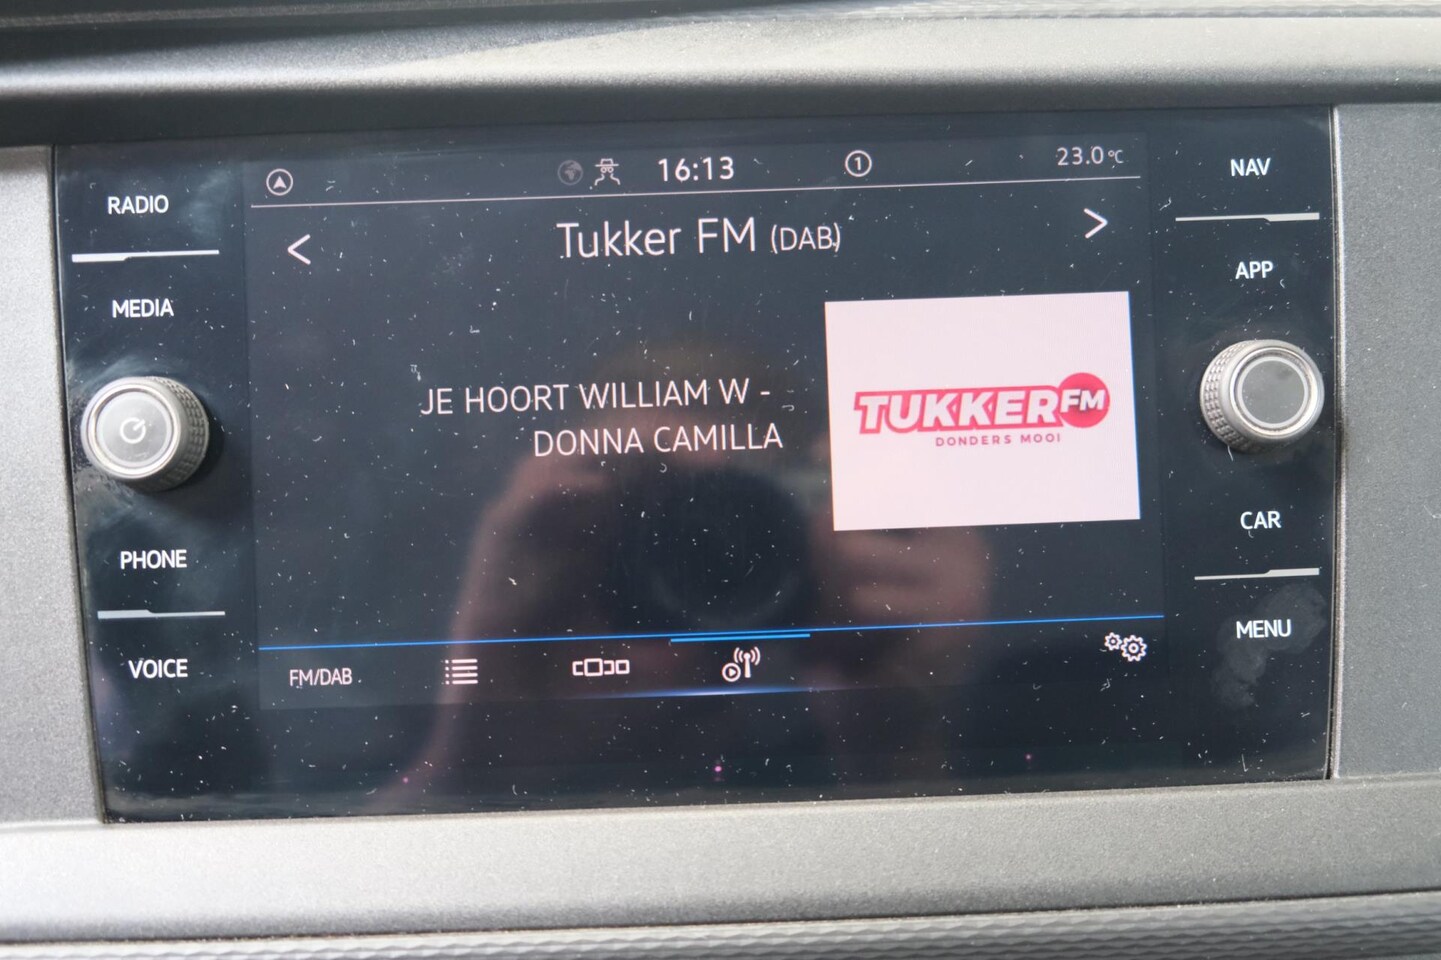 RADIO
MEDIA
PHONE
VOICE
16:13
1
23.0°C
Tukker FM (DAB)
JE HOORT WILLIAM W -
DONNA CAMILLA
TUKKER FM
DONDERS MOOI
FM/DAB
NAV
APP
CAR
MENU